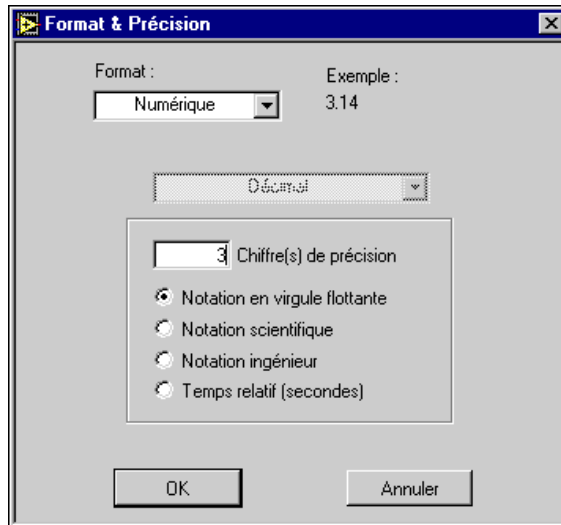 Format & Précision
Format :
Exemple :
Numérique
3.14
Décimal
3 Chiffre(s) de précision
Notation en virgule flottante
Notation scientifique
Notation ingénieur
Temps relatif (secondes)
OK
Annuler